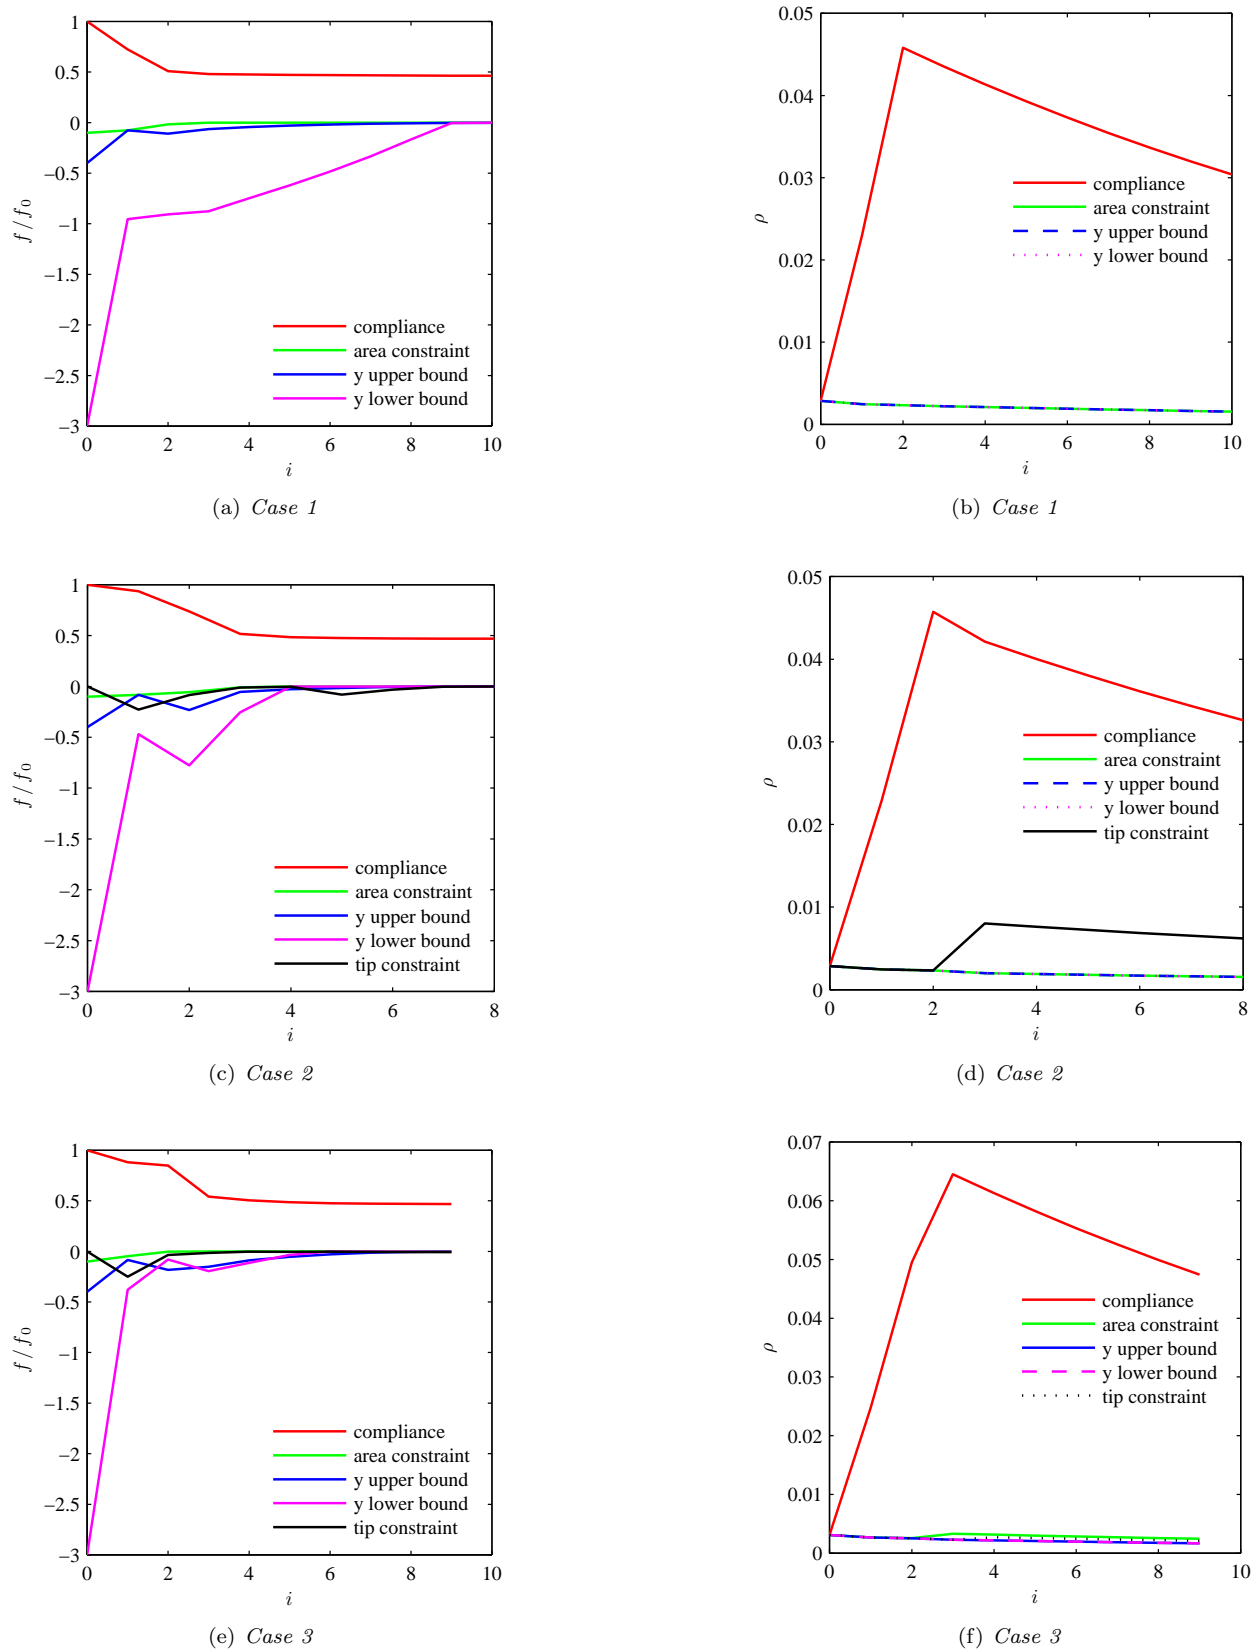 1
0.5
0
−0.5
−1
−1.5
−2
−2.5
−3
f / f0
0 2 4 6 8 10
i
compliance
area constraint
y upper bound
y lower bound
(a) Case 1
0.05
0.04
0.03
0.02
0.01
0
ρ
0 2 4 6 8 10
i
compliance
area constraint
y upper bound
y lower bound
(b) Case 1
1
0.5
0
−0.5
−1
−1.5
−2
−2.5
−3
f / f0
0 2 4 6 8
i
compliance
area constraint
y upper bound
y lower bound
tip constraint
(c) Case 2
0.05
0.04
0.03
0.02
0.01
0
ρ
0 2 4 6 8
i
compliance
area constraint
y upper bound
y lower bound
tip constraint
(d) Case 2
1
0.5
0
−0.5
−1
−1.5
−2
−2.5
−3
f / f0
0 2 4 6 8 10
i
compliance
area constraint
y upper bound
y lower bound
tip constraint
(e) Case 3
0.07
0.06
0.05
0.04
0.03
0.02
0.01
0
ρ
0 2 4 6 8 10
i
compliance
area constraint
y upper bound
y lower bound
tip constraint
(f) Case 3